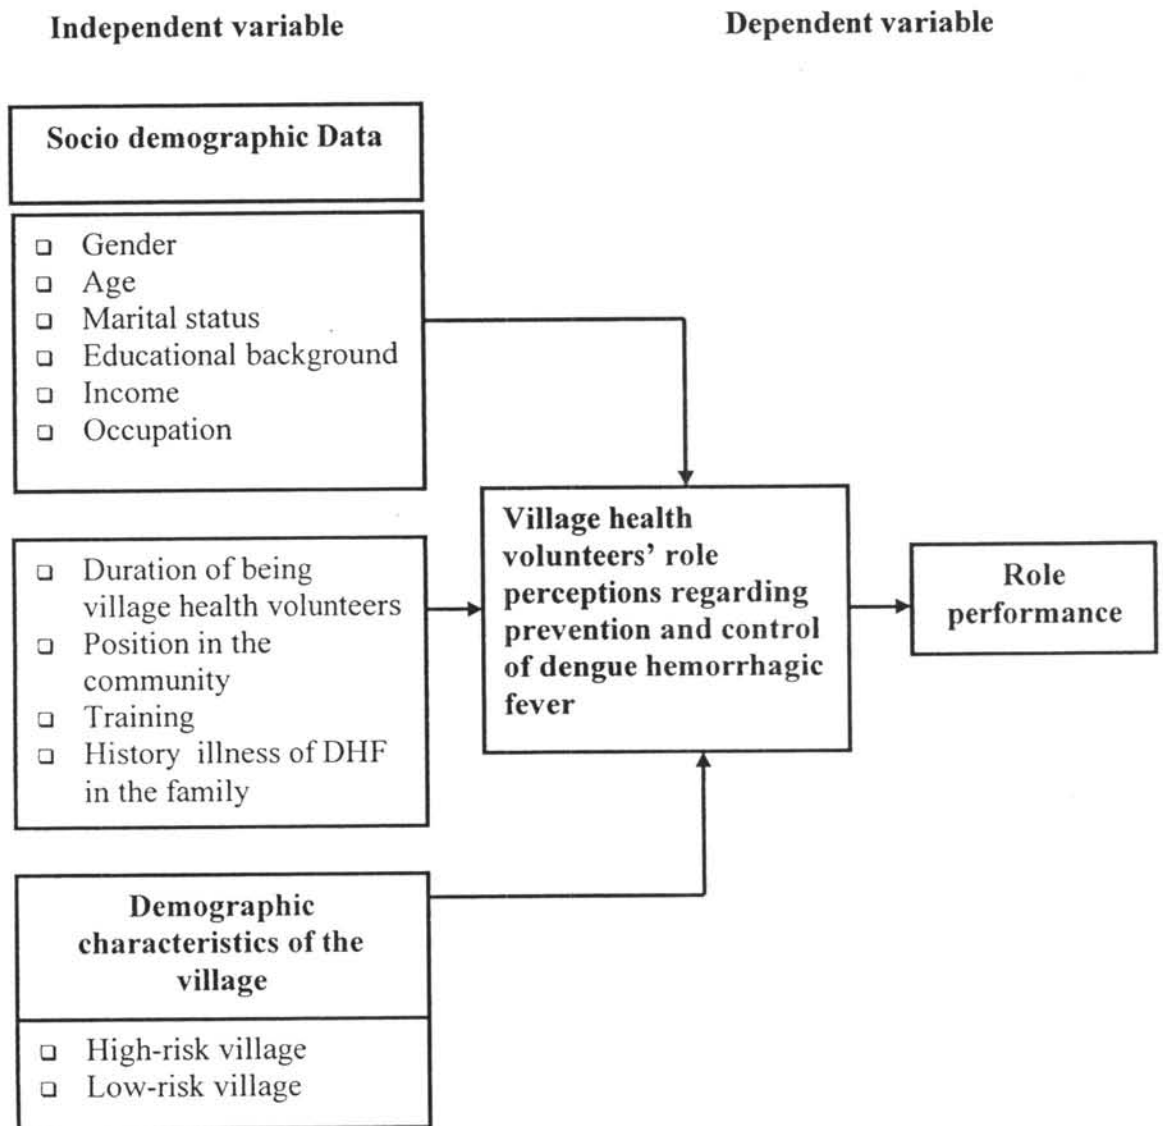 Independent variable
Dependent variable
Socio demographic Data
❑ Gender
❑ Age
❑ Marital status
❑ Educational background
❑ Income
❑ Occupation
❑ Duration of being
village health volunteers
❑ Position in the
community
❑ Training
❑ History illness of DHF
in the family
Demographic
characteristics of the
village
❑ High-risk village
❑ Low-risk village
Village health
volunteers' role
perceptions regarding
prevention and control
of dengue hemorrhagic
fever
Role
performance